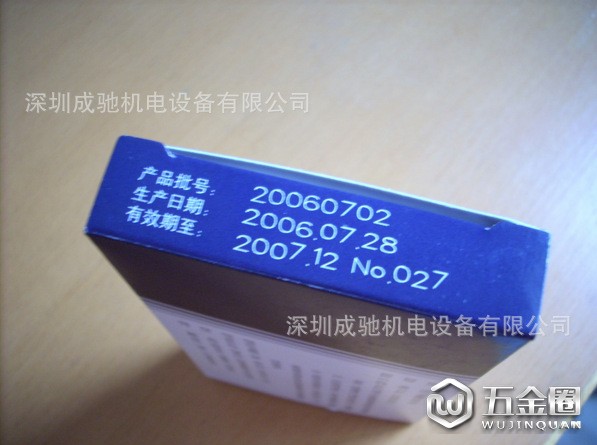 深圳成驰机电设备有限公司
产品批号: 20060702
生产日期: 2006.07.28
有效期至: 2007.12 No.027
深圳成驰机电设备有限公司
五金圈
WUJINQUAN